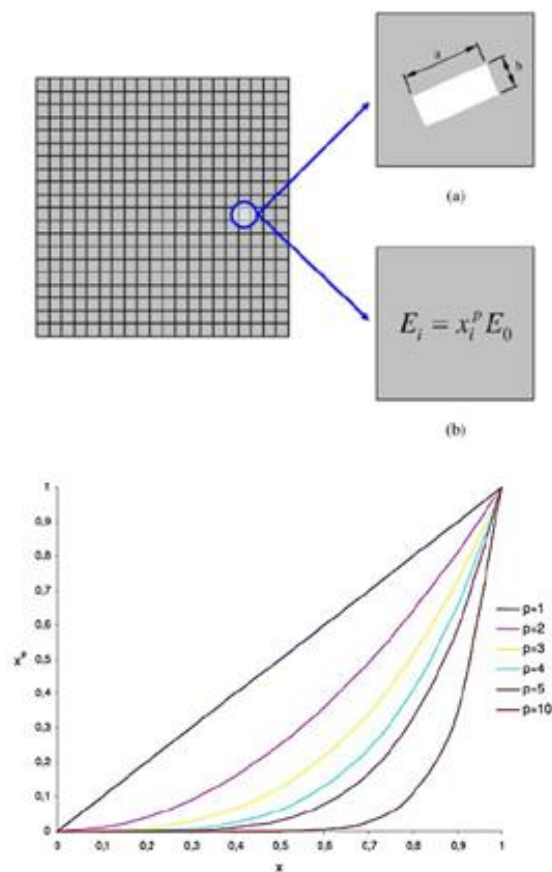 a
b
(a)
E_i = x_i^p E_0
(b)
1
0,9
0,8
0,7
0,6
0,5
0,4
0,3
0,2
0,1
0
p=1
p=2
p=3
p=4
p=5
p=10
0 0,1 0,2 0,3 0,4 0,5 0,6 0,7 0,8 0,9 1
x